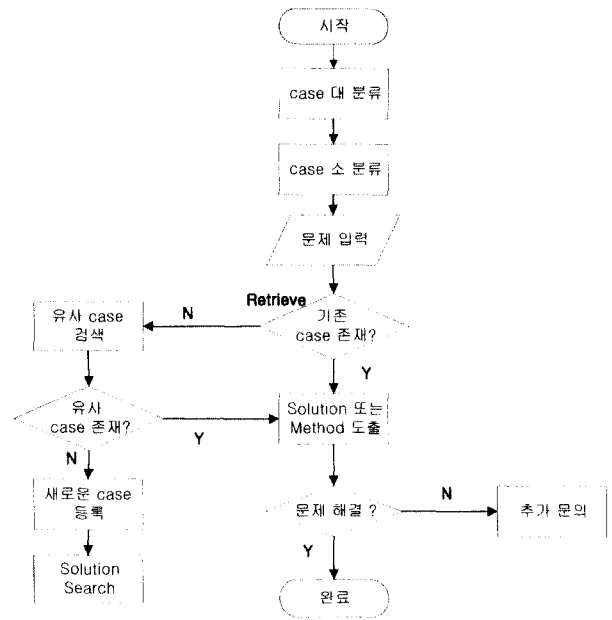 시작
case 대 분류
case 소 분류
문제 입력
Retrieve
기존
case 존재?
N
Y
유사 case
검색
유사
case 존재?
Y
N
Solution 또는
Method 도출
새로운 case
등록
문제 해결 ?
N
추가 문의
Y
Solution
Search
완료